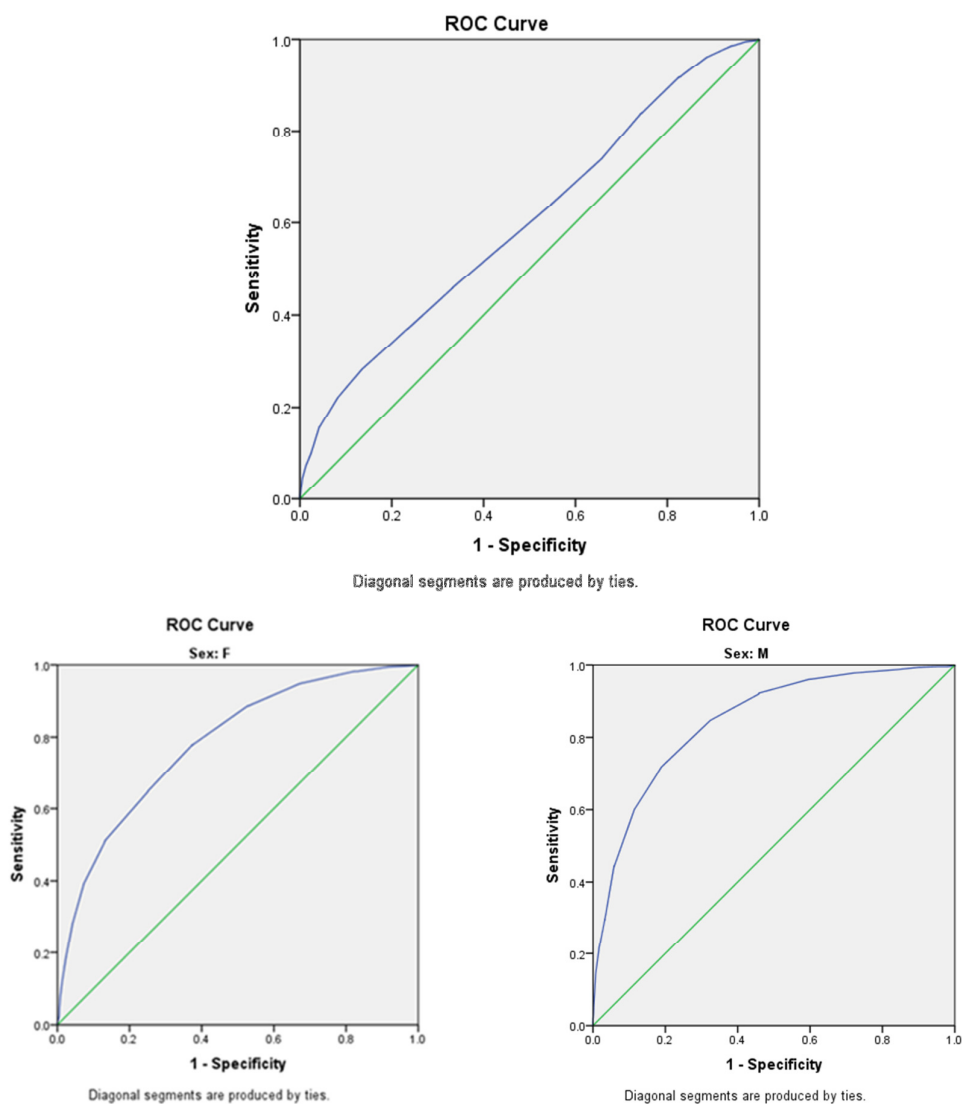 ROC Curve
1.0
0.8
0.6
0.4
0.2
0.0
Sensitivity
0.0 0.2 0.4 0.6 0.8 1.0
1 - Specificity
Diagonal segments are produced by ties.
ROC Curve
Sex: F
1.0
0.8
0.6
0.4
0.2
0.0
Sensitivity
0.0 0.2 0.4 0.6 0.8 1.0
1 - Specificity
Diagonal segments are produced by ties.
ROC Curve
Sex: M
1.0
0.8
0.6
0.4
0.2
0.0
Sensitivity
0.0 0.2 0.4 0.6 0.8 1.0
1 - Specificity
Diagonal segments are produced by ties.